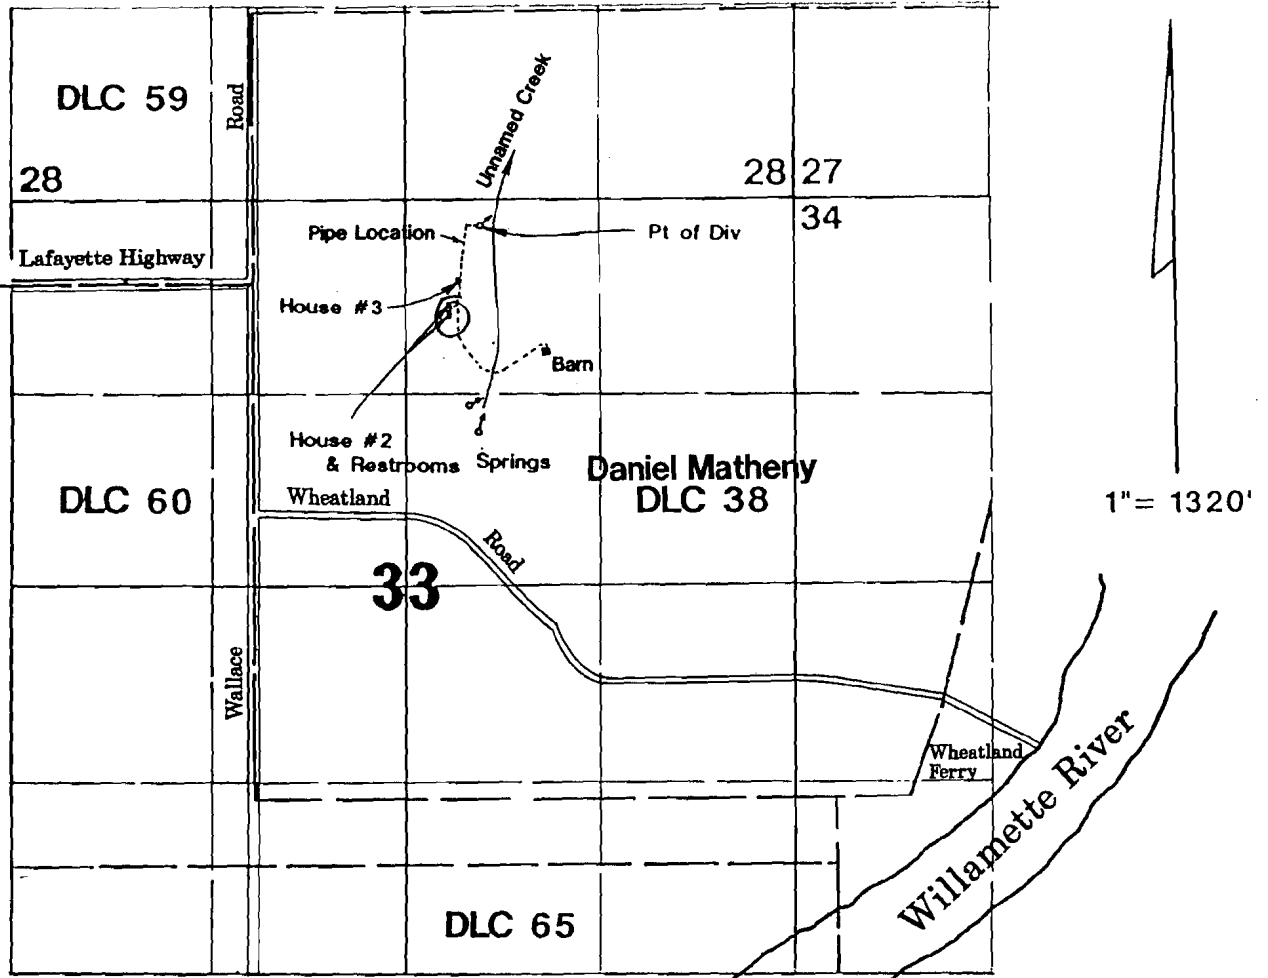 DLC 59
Road
Unnamed Creek
28
28 27
34
Pipe Location
Pt of Div
Lafayette Highway
House #3
Barn
House #2
& Restrooms
Springs
Daniel Matheny
DLC 38
DLC 60
Wheatland
Road
1"= 1320'
33
Wallace
Wheatland
Ferry
Willamette River
DLC 65